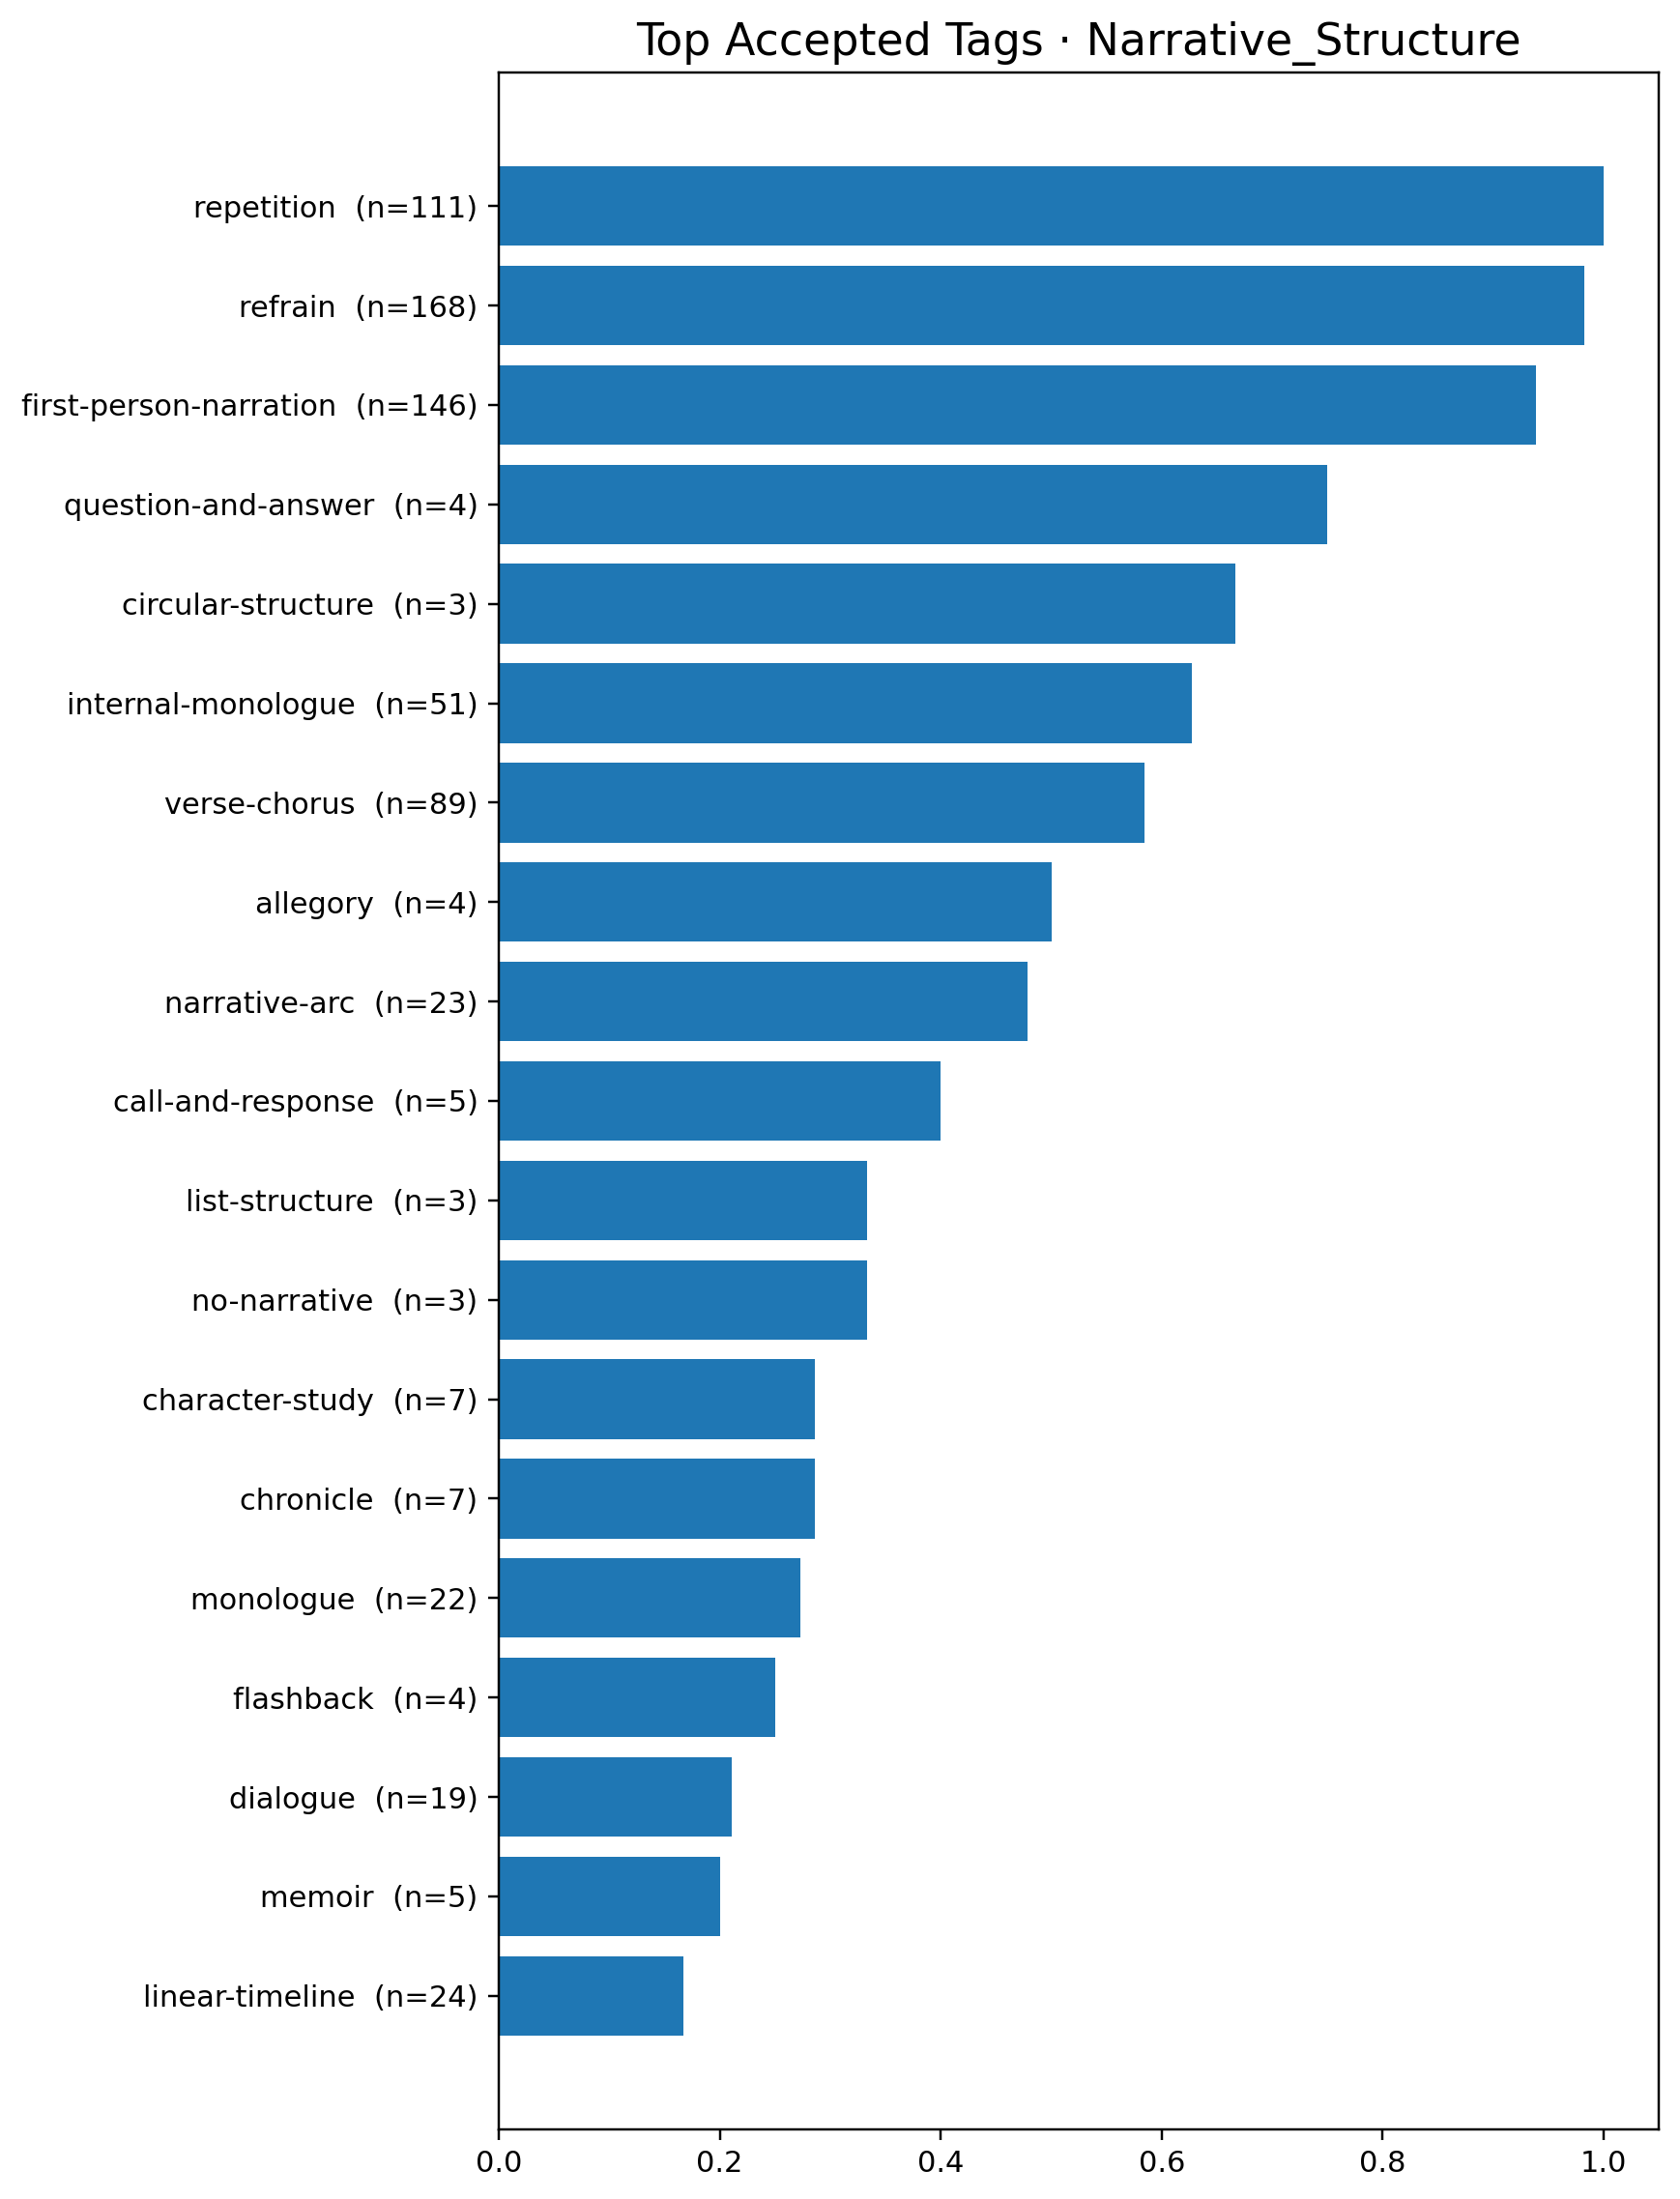 Top Accepted Tags · Narrative_Structure
repetition  (n=111)
refrain  (n=168)
first-person-narration  (n=146)
question-and-answer  (n=4)
circular-structure  (n=3)
internal-monologue  (n=51)
verse-chorus  (n=89)
allegory  (n=4)
narrative-arc  (n=23)
call-and-response  (n=5)
list-structure  (n=3)
no-narrative  (n=3)
character-study  (n=7)
chronicle  (n=7)
monologue  (n=22)
flashback  (n=4)
dialogue  (n=19)
memoir  (n=5)
linear-timeline  (n=24)
0.0 0.2 0.4 0.6 0.8 1.0